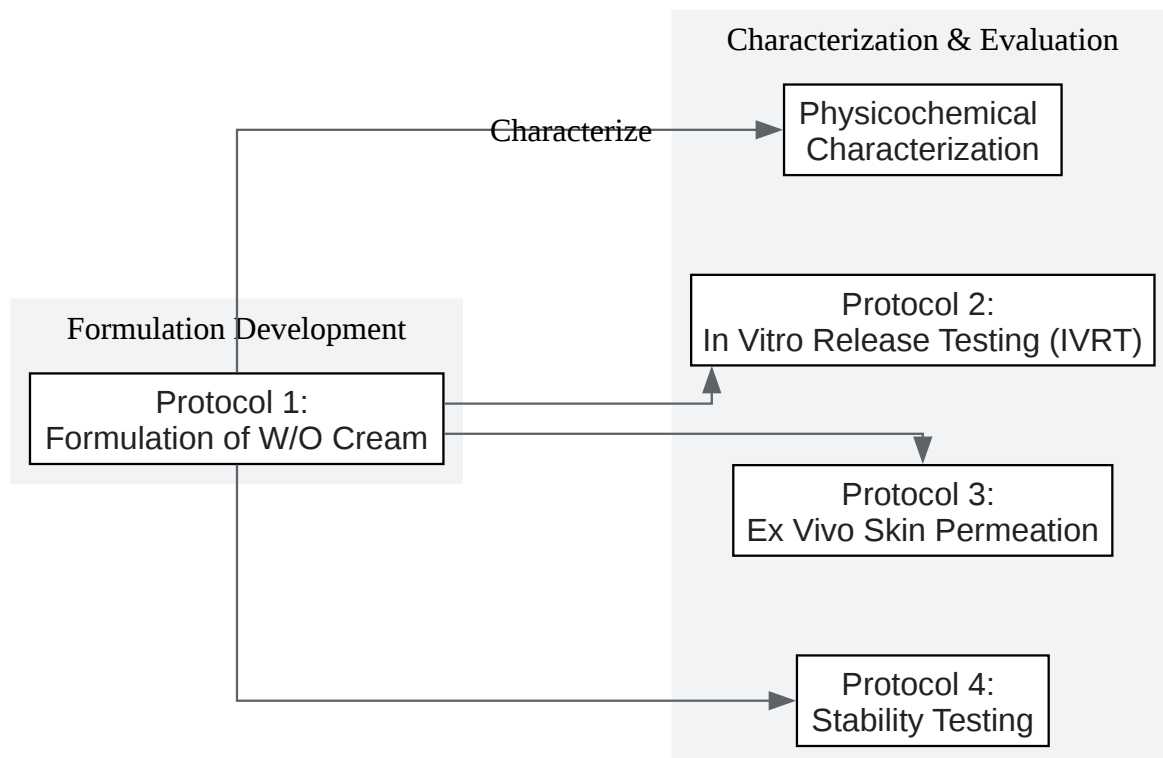 Characterization & Evaluation
Physicochemical
Characterization
Characterize
Protocol 2:
In Vitro Release Testing (IVRT)
Formulation Development
Protocol 1:
Formulation of W/O Cream
Protocol 3:
Ex Vivo Skin Permeation
Protocol 4:
Stability Testing